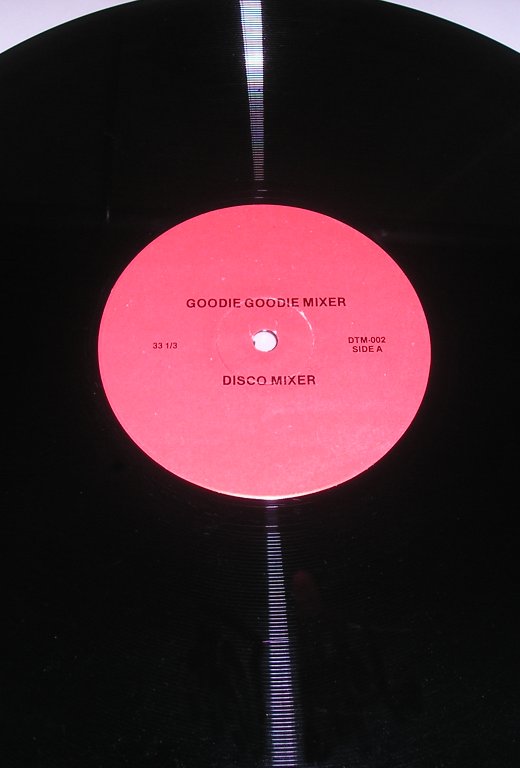 GOODIE GOODIE MIXER
33 1/3
DTM-002
SIDE A
DISCO MIXER